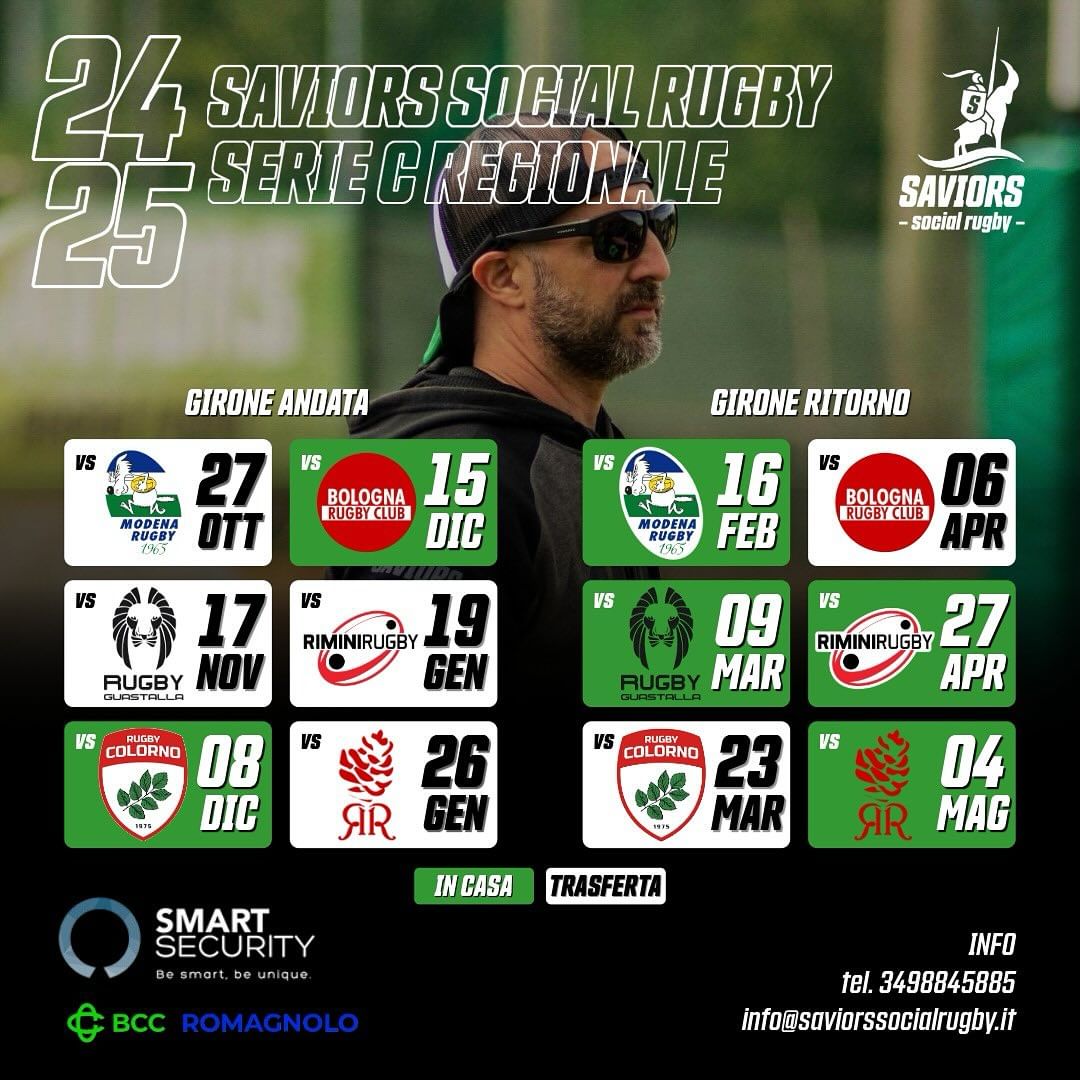 24
25
SAVIORS SOCIAL RUGBY
SERIE C REGIONALE
SAVIORS
- social rugby -
GIRONE ANDATA
VS MODENA RUGBY 1965 27 OTT
VS BOLOGNA RUGBY CLUB 15 DIC
VS RUGBY GUASTALLA 17 NOV
VS RIMINIRUGBY 19 GEN
VS RUGBY COLORNO 1975 08 DIC
VS RR 26 GEN
GIRONE RITORNO
VS MODENA RUGBY 1965 16 FEB
VS BOLOGNA RUGBY CLUB 06 APR
VS RUGBY GUASTALLA 09 MAR
VS RIMINIRUGBY 27 APR
VS RUGBY COLORNO 1975 23 MAR
VS RR 04 MAG
IN CASA
TRASFERTA
SMART
SECURITY
Be smart, be unique.
BCC ROMAGNOLO
INFO
tel. 3498845885
info@saviorssocialrugby.it